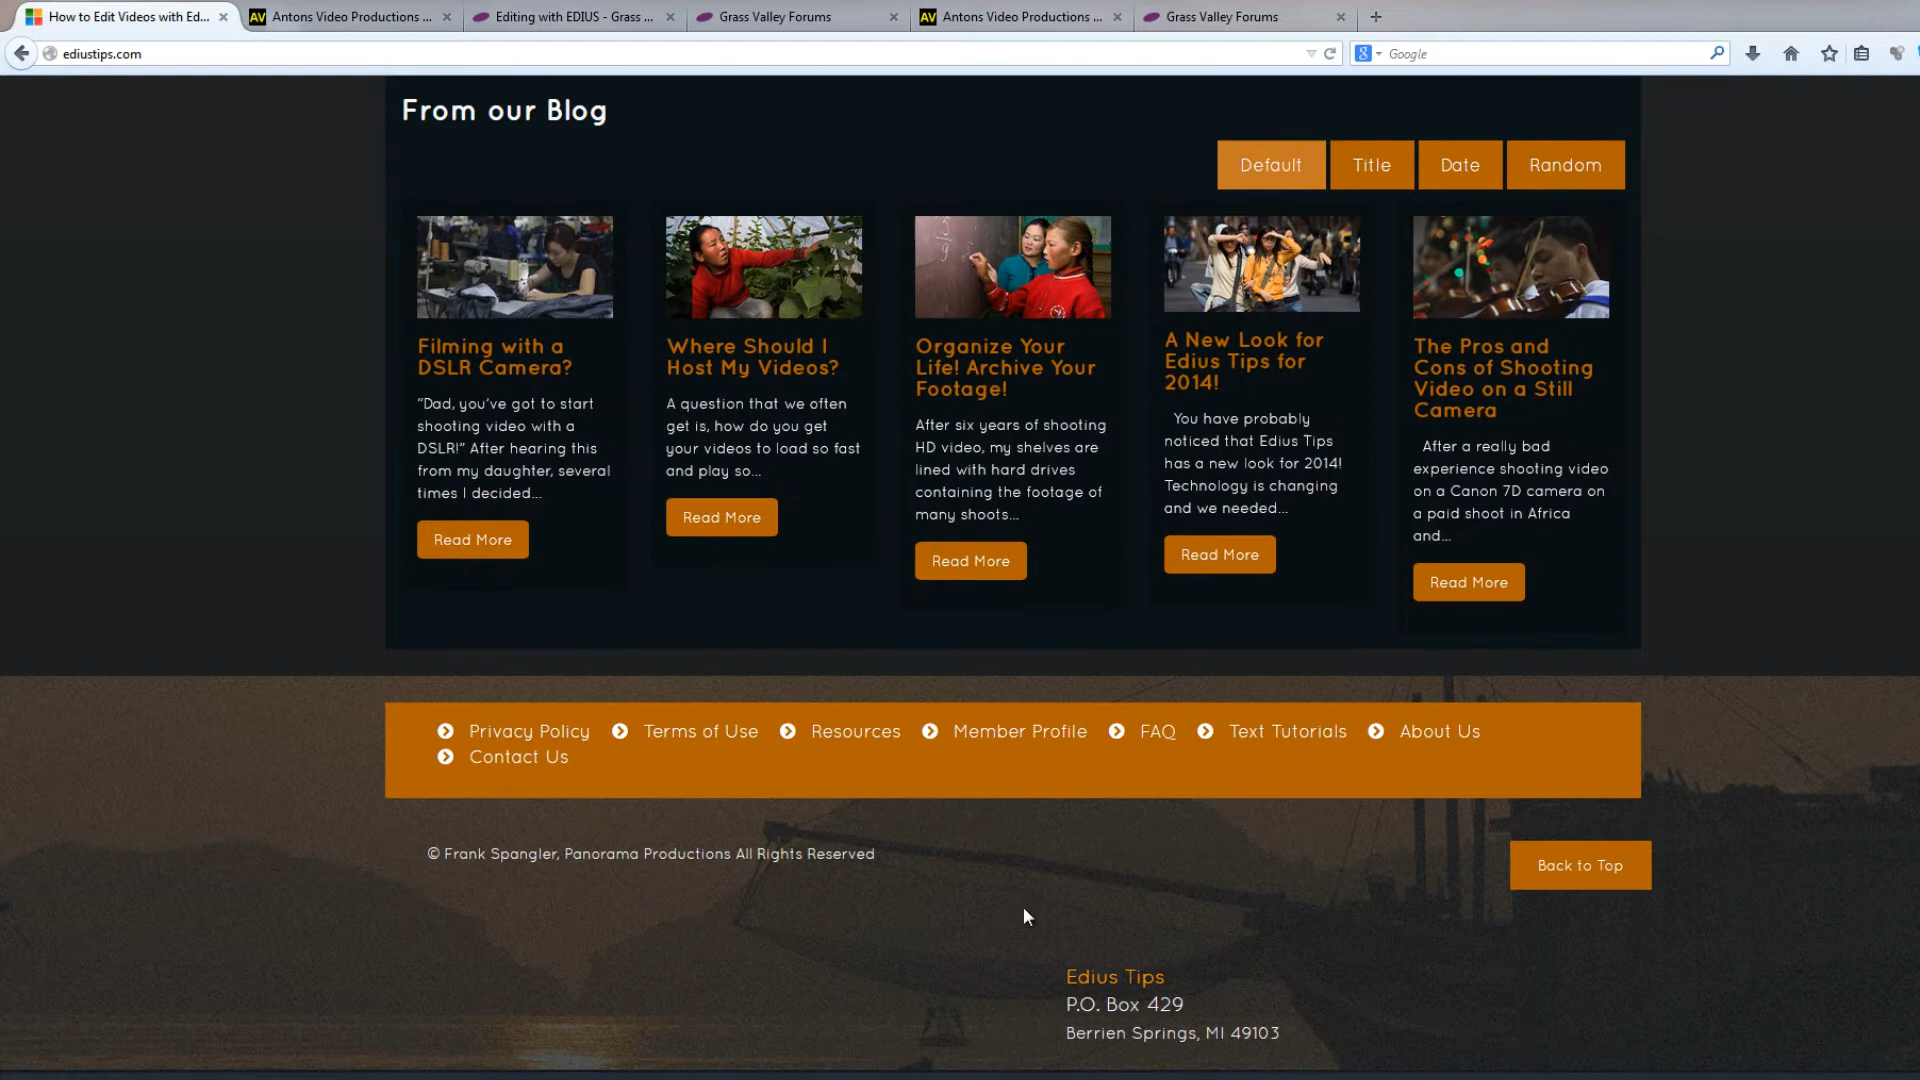 How to Edit Videos with Ed...
AV Antons Video Productions ...
Editing with EDIUS - Grass ...
Grass Valley Forums
AV Antons Video Productions ...
Grass Valley Forums
ediustips.com
8 Google
From our Blog
Default Title Date Random
Filming with a
DSLR Camera?
“Dad, you’ve got to start
shooting video with a
DSLR!” After hearing this
from my daughter, several
times I decided...
Read More
Where Should I
Host My Videos?
A question that we often
get is, how do you get
your videos to load so fast
and play so...
Read More
Organize Your
Life! Archive Your
Footage!
After six years of shooting
HD video, my shelves are
lined with hard drives
containing the footage of
many shoots...
Read More
A New Look for
Edius Tips for
2014!
You have probably
noticed that Edius Tips
has a new look for 2014!
Technology is changing
and we needed...
Read More
The Pros and
Cons of Shooting
Video on a Still
Camera
After a really bad
experience shooting video
on a Canon 7D camera on
a paid shoot in Africa
and...
Read More
Privacy Policy Terms of Use Resources Member Profile FAQ Text Tutorials About Us
Contact Us
© Frank Spangler, Panorama Productions All Rights Reserved
Back to Top
Edius Tips
P.O. Box 429
Berrien Springs, MI 49103